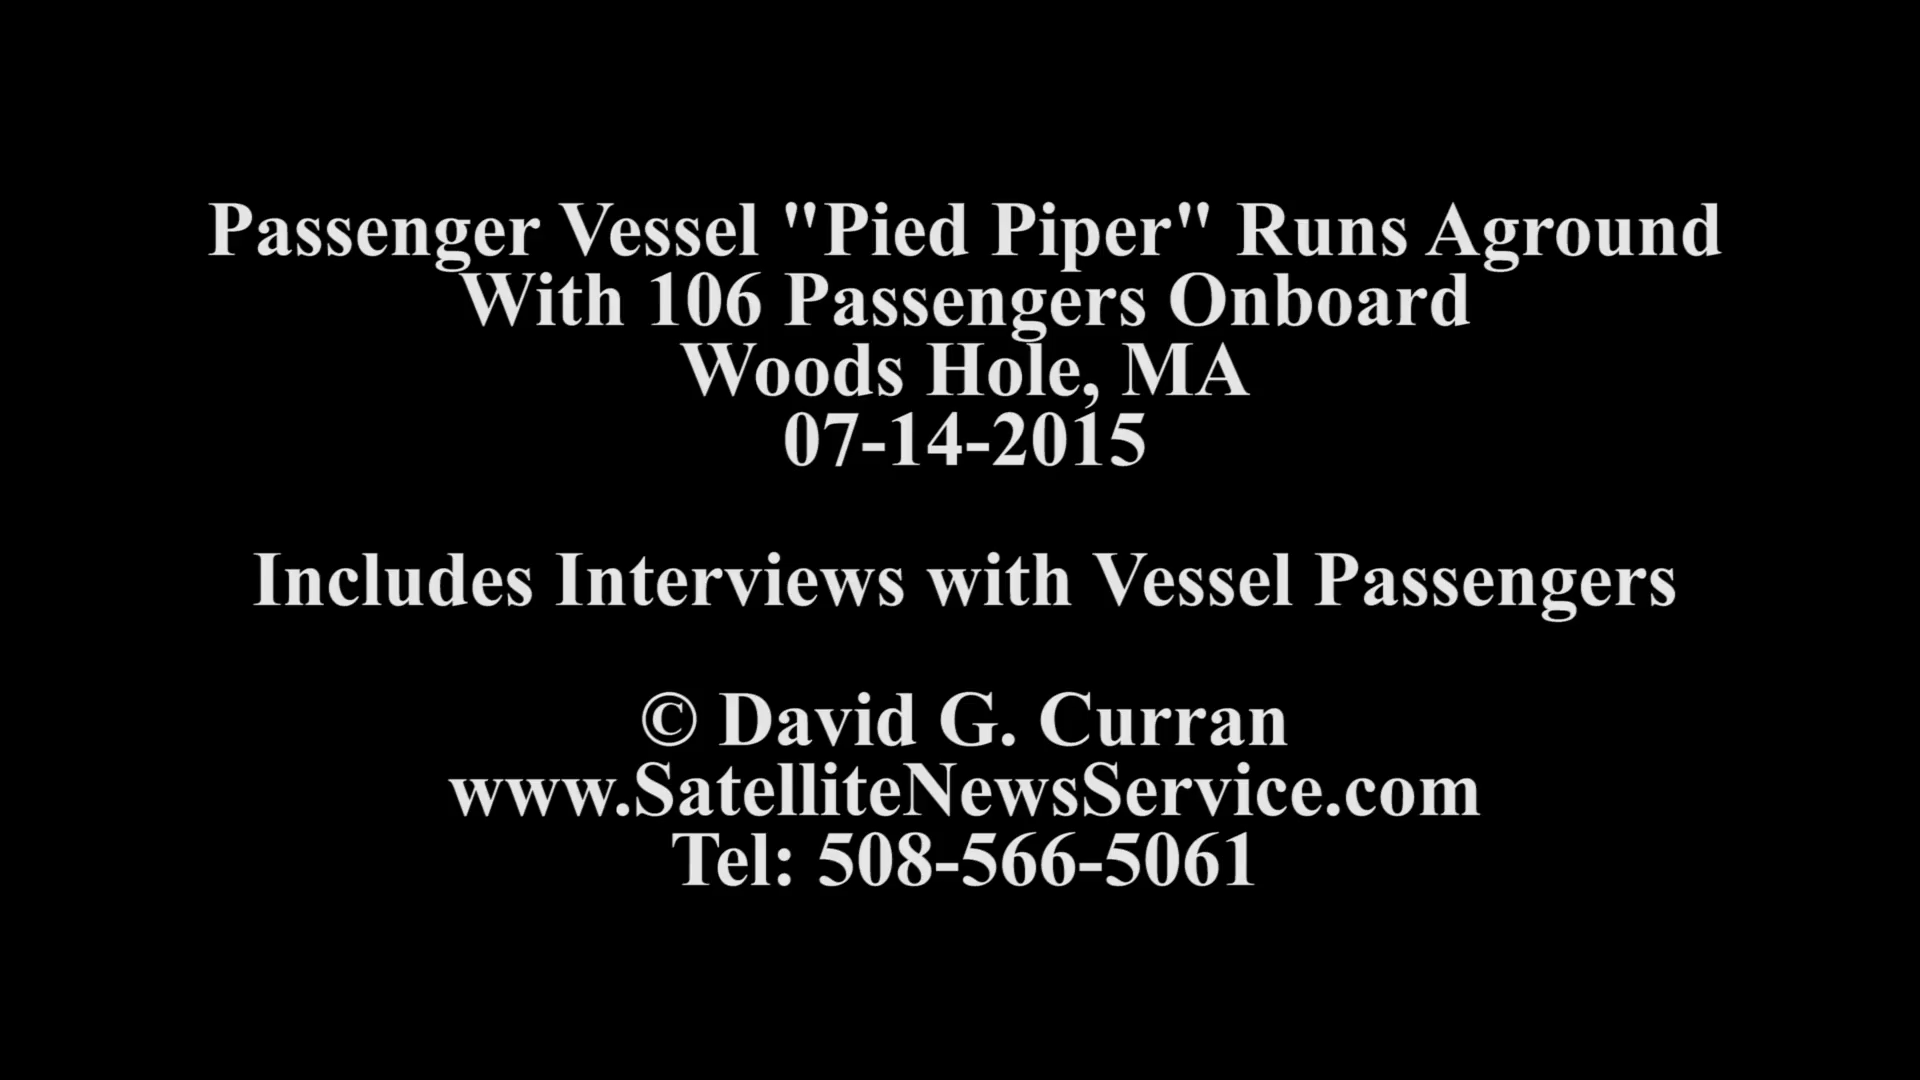 Passenger Vessel "Pied Piper" Runs Aground
With 106 Passengers Onboard
Woods Hole, MA
07-14-2015
Includes Interviews with Vessel Passengers
© David G. Curran
www.SatelliteNewsService.com
Tel: 508-566-5061